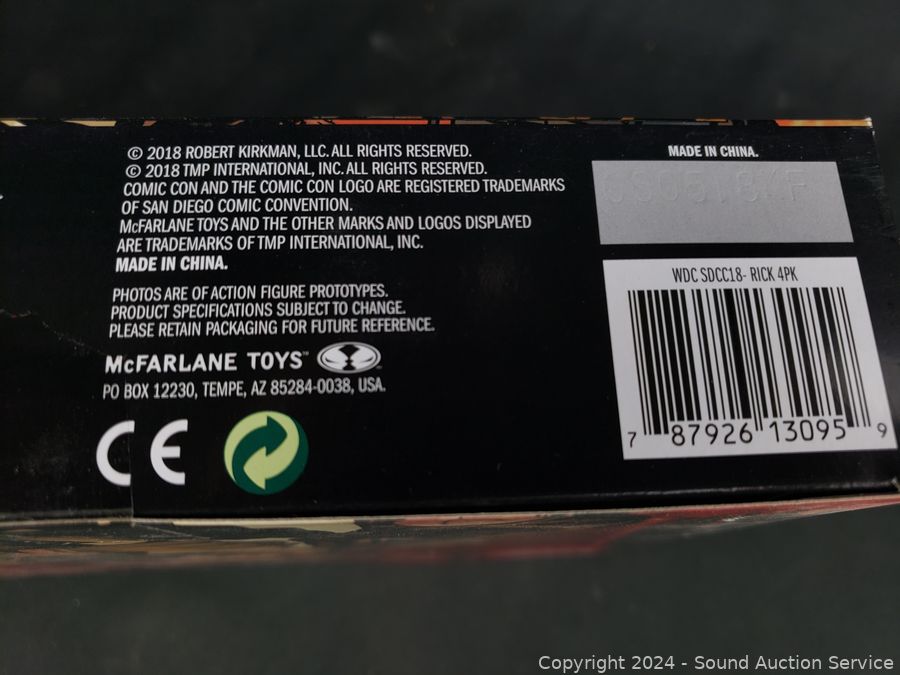 © 2018 ROBERT KIRKMAN, LLC. ALL RIGHTS RESERVED.
© 2018 TMP INTERNATIONAL, INC. ALL RIGHTS RESERVED.
COMIC CON AND THE COMIC CON LOGO ARE REGISTERED TRADEMARKS
OF SAN DIEGO COMIC CONVENTION.
McFARLANE TOYS AND THE OTHER MARKS AND LOGOS DISPLAYED
ARE TRADEMARKS OF TMP INTERNATIONAL, INC.
MADE IN CHINA.
PHOTOS ARE OF ACTION FIGURE PROTOTYPES.
PRODUCT SPECIFICATIONS SUBJECT TO CHANGE.
PLEASE RETAIN PACKAGING FOR FUTURE REFERENCE.
McFARLANE TOYS™
PO BOX 12230, TEMPE, AZ 85284-0038, USA.
CE
MADE IN CHINA.
WDC SDCC18- RICK 4PK
7 87926 13095 9
Copyright 2024 - Sound Auction Service